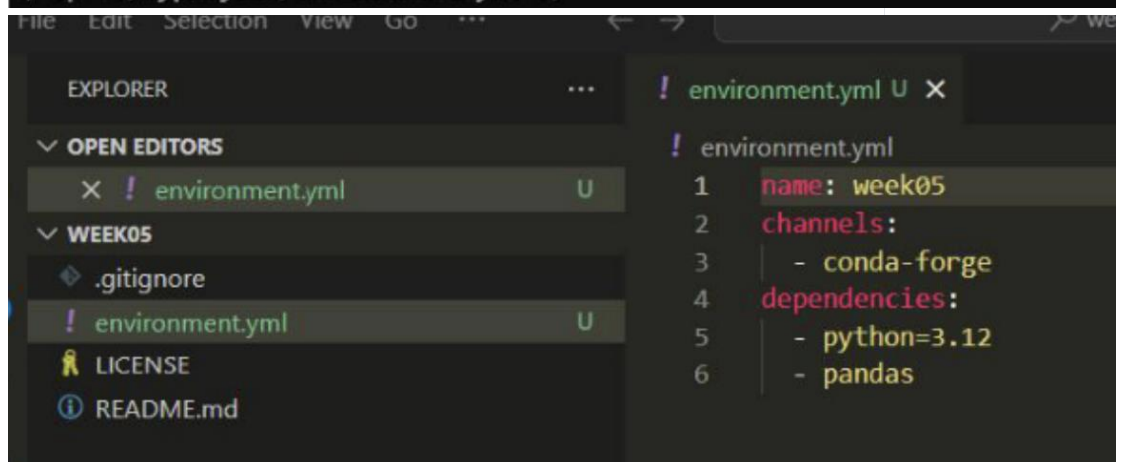 File Edit Selection View Go ... ← →
EXPLORER ...
OPEN EDITORS
× ! environment.yml U
WEEK05
.gitignore
! environment.yml U
LICENSE
README.md
! environment.yml U ×
! environment.yml
1 name: week05
2 channels:
3 - conda-forge
4 dependencies:
5 - python=3.12
6 - pandas